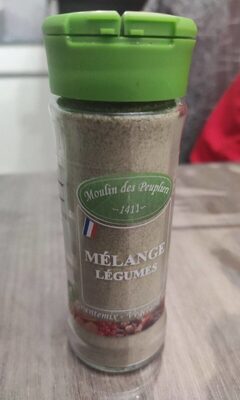 Moulin des Peupliers
-1411-
MÉLANGE
LÉGUMES